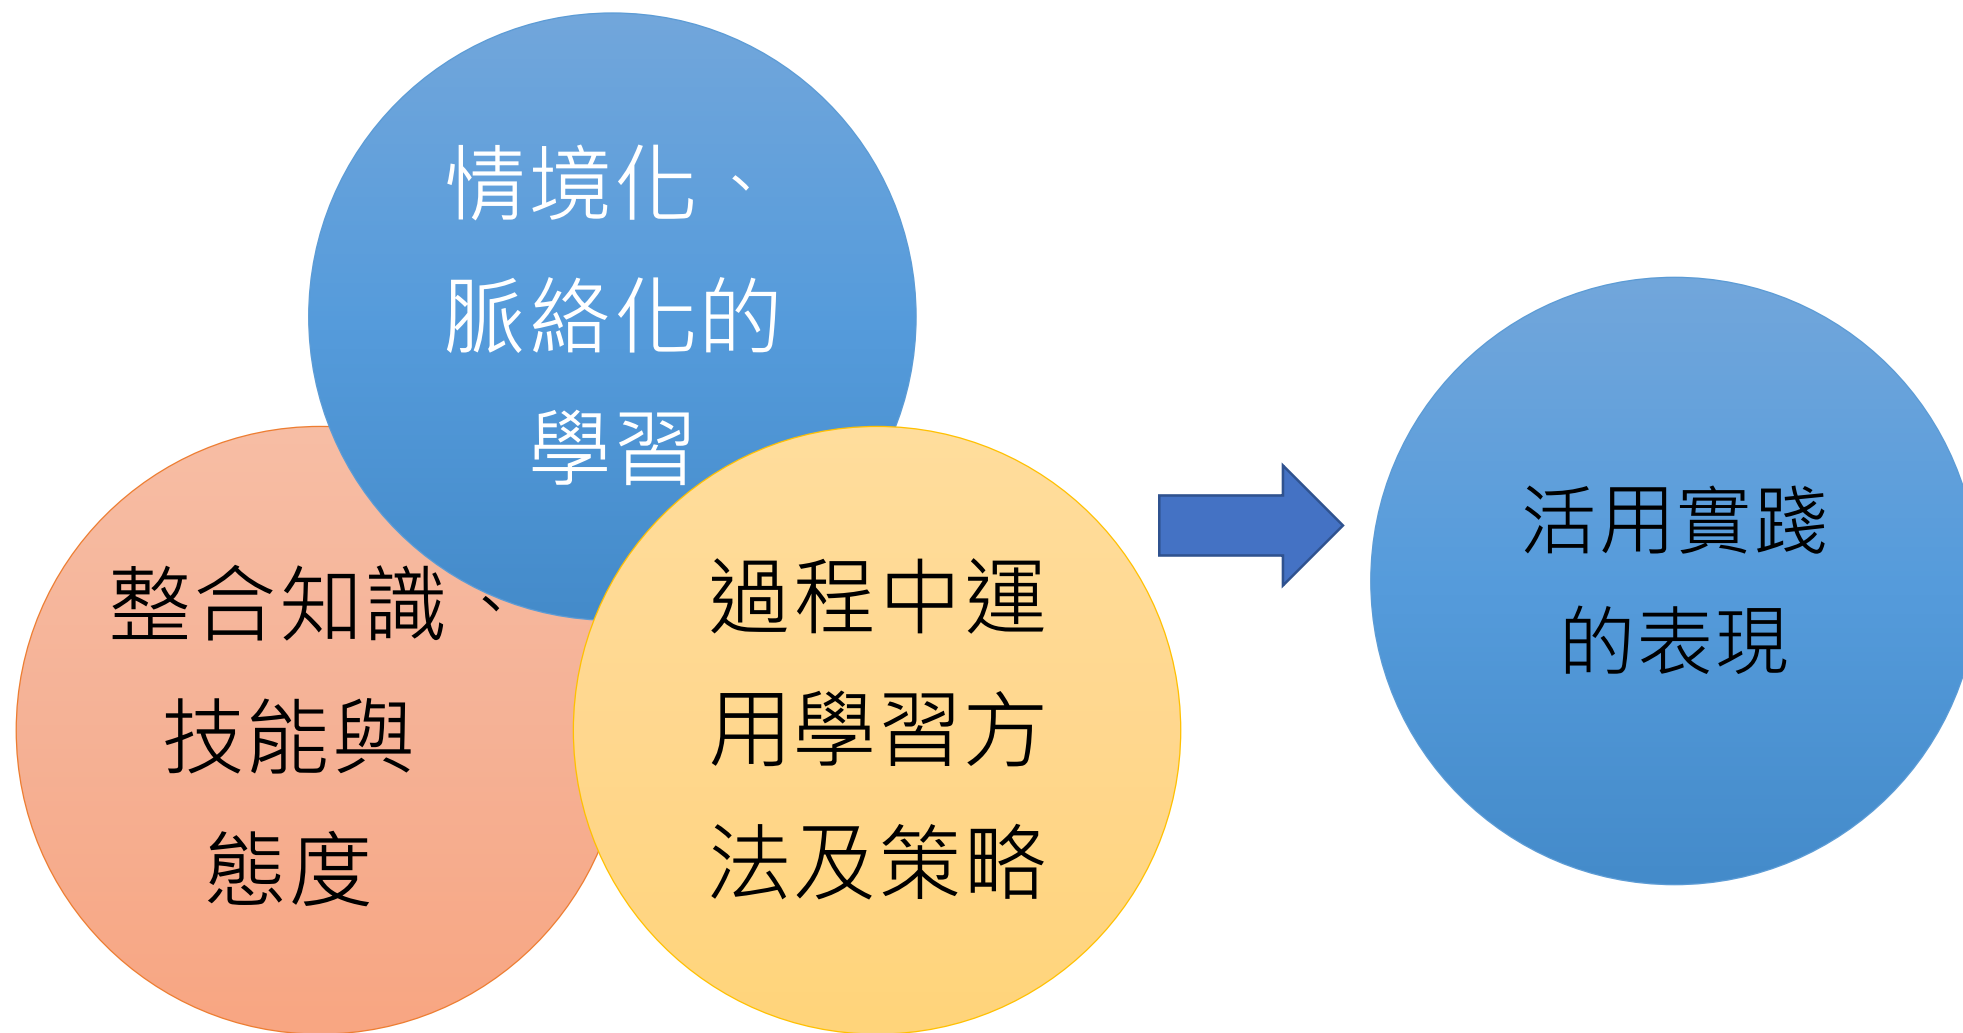 情境化、
脈絡化的
學習
整合知識、
技能與
態度
過程中運
用學習方
法及策略
活用實踐
的表現